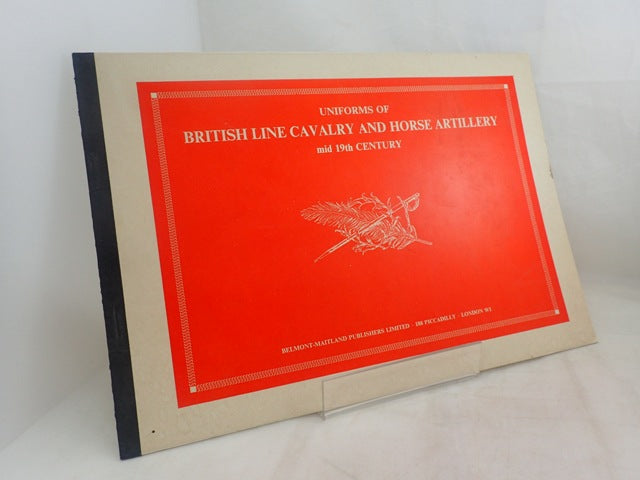 UNIFORMS OF
BRITISH LINE CAVALRY AND HORSE ARTILLERY
mid 19th CENTURY
BELMONT-MAITLAND PUBLISHERS LIMITED - 188 PICCADILLY - LONDON W1